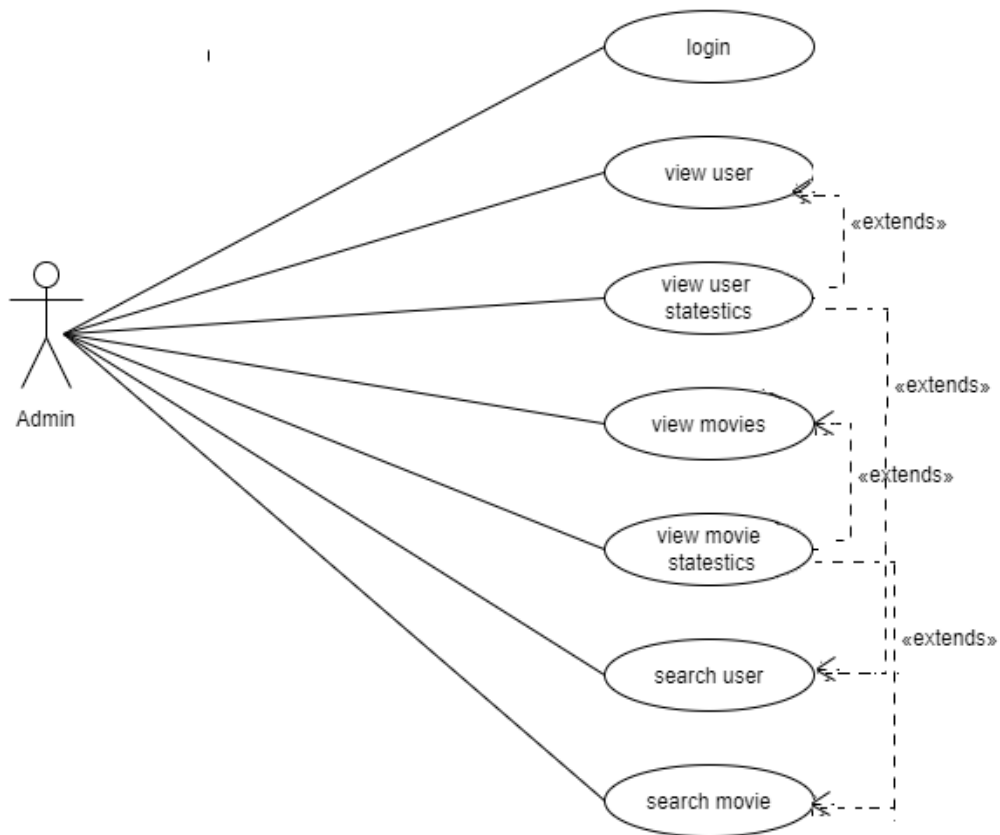 login
view user
«extends»
view user
statestics
«extends»
Admin
view movies
«extends»
view movie
statestics
«extends»
search user
search movie